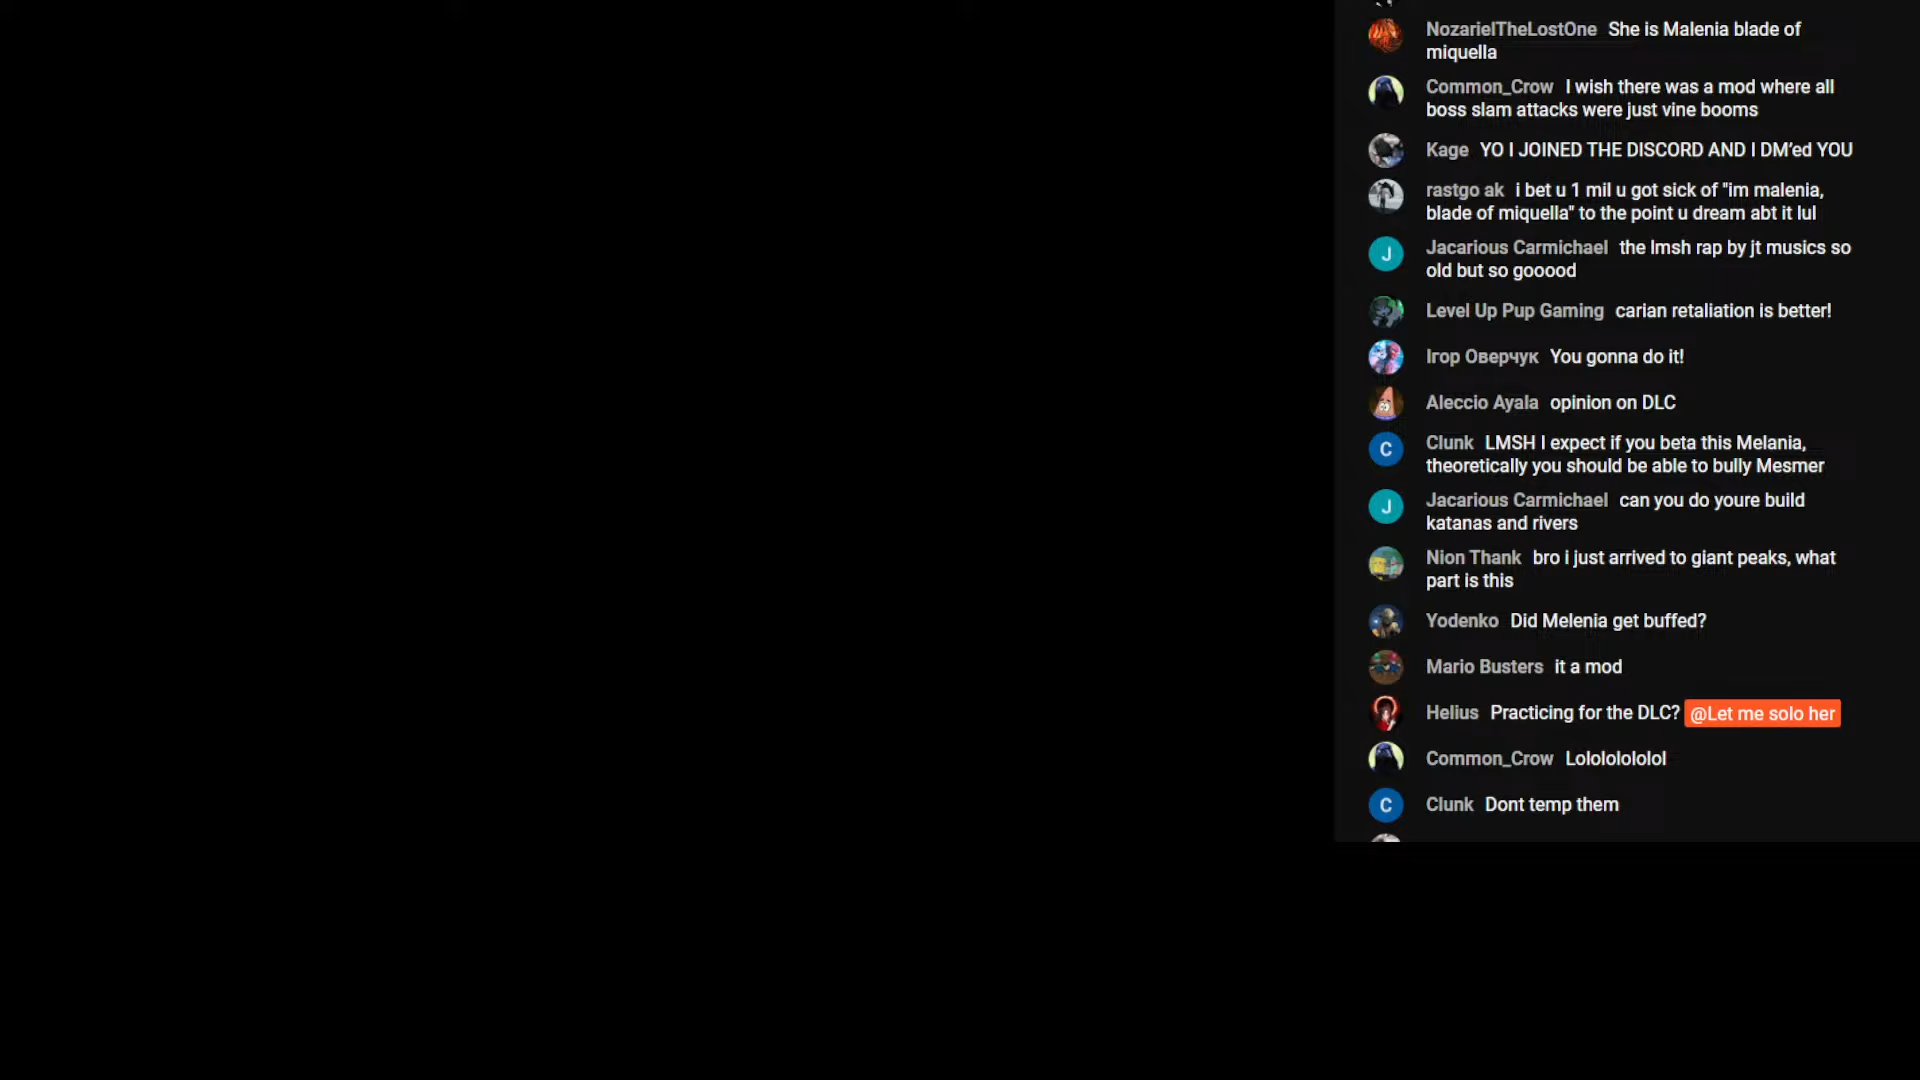 NozarielTheLostOne She is Malenia blade of
miquella
Common_Crow I wish there was a mod where all
boss slam attacks were just vine booms
Kage YO I JOINED THE DISCORD AND I DM'ed YOU
rastgo ak i bet u 1 mil u got sick of "im malenia,
blade of miquella" to the point u dream abt it lul
J
Jacarious Carmichael the lmsh rap by jt musics so
old but so gooood
Level Up Pup Gaming carian retaliation is better!
Ігор Оверчук You gonna do it!
Aleccio Ayala opinion on DLC
C
Clunk LMSH I expect if you beta this Melania,
theoretically you should be able to bully Mesmer
J
Jacarious Carmichael can you do youre build
katanas and rivers
Nion Thank bro i just arrived to giant peaks, what
part is this
Yodenko Did Melenia get buffed?
Mario Busters it a mod
Helius Practicing for the DLC? @Let me solo her
Common_Crow Lolololololol
C
Clunk Dont temp them